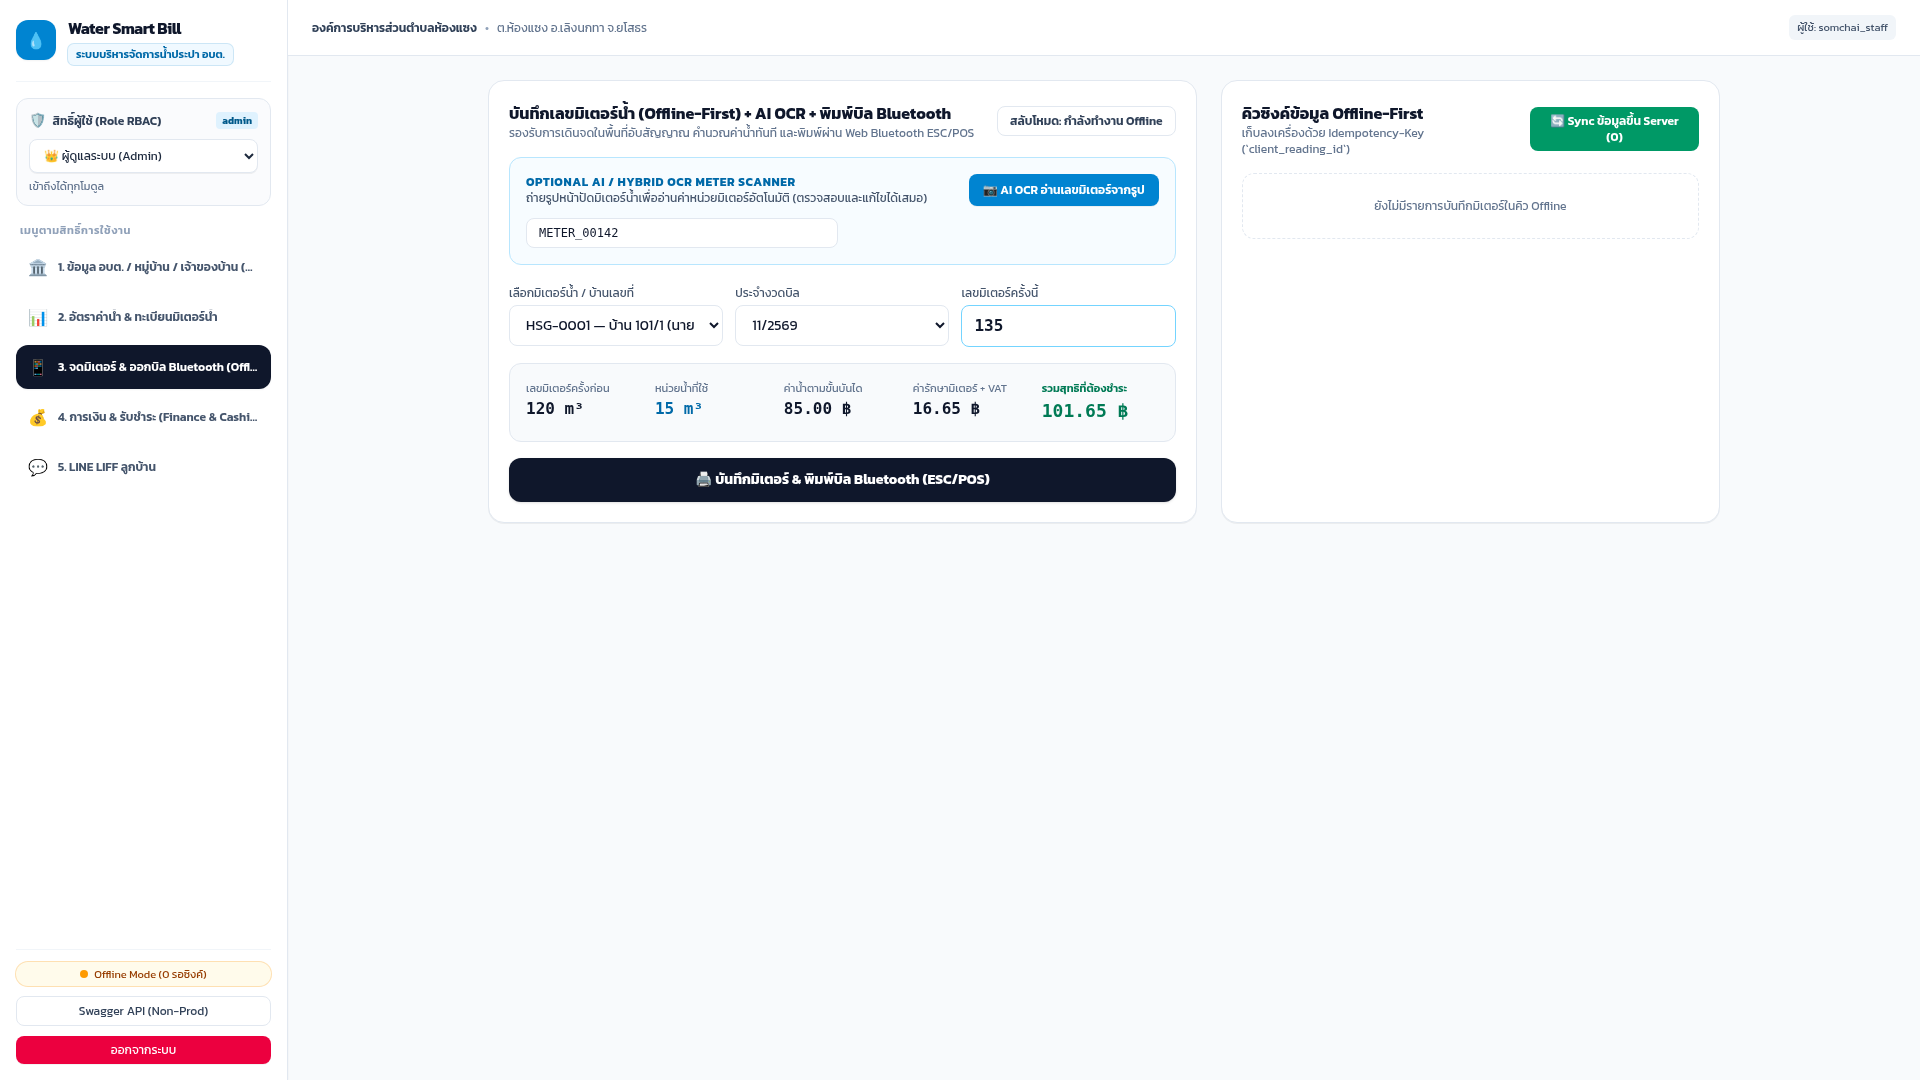 Water Smart Bill
ระบบบริหารจัดการน้ำประปา อบต.
สิทธิ์ผู้ใช้ (Role RBAC)
admin
ผู้ดูแลระบบ (Admin)
เข้าถึงได้ทุกโมดูล
เมนูตามสิทธิ์การใช้งาน
1. ข้อมูล อบต. / หมู่บ้าน / เจ้าของบ้าน (...
2. อัตราค่าน้ำ & ทะเบียนมิเตอร์น้ำ
3. จดมิเตอร์ & ออกบิล Bluetooth (Offl...
4. การเงิน & รับชำระ (Finance & Cashi...
5. LINE LIFF ลูกบ้าน
Offline Mode (0 รอซิงค์)
Swagger API (Non-Prod)
ออกจากระบบ
องค์การบริหารส่วนตำบลห้องแซง • ต.ห้องแซง อ.เลิงนกทา จ.ยโสธร
ผู้ใช้: somchai_staff
บันทึกเลขมิเตอร์น้ำ (Offline-First) + AI OCR + พิมพ์บิล Bluetooth
รองรับการเดินจดในพื้นที่อับสัญญาณ คำนวณค่าน้ำทันที และพิมพ์ผ่าน Web Bluetooth ESC/POS
สลับโหมด: กำลังทำงาน Offline
OPTIONAL AI / HYBRID OCR METER SCANNER
ถ่ายรูปหน้าปัดมิเตอร์น้ำเพื่ออ่านค่าหน่วยมิเตอร์อัตโนมัติ (ตรวจสอบและแก้ไขได้เสมอ)
AI OCR อ่านเลขมิเตอร์จากรูป
METER_00142
เลือกมิเตอร์น้ำ / บ้านเลขที่
HSG-0001 — บ้าน 101/1 (นาย
ประจำงวดบิล
11/2569
เลขมิเตอร์ครั้งนี้
135
เลขมิเตอร์ครั้งก่อน
120 m³
หน่วยน้ำที่ใช้
15 m³
ค่าน้ำตามขั้นบันได
85.00 ฿
ค่ารักษามิเตอร์ + VAT
16.65 ฿
รวมสุทธิที่ต้องชำระ
101.65 ฿
บันทึกมิเตอร์ & พิมพ์บิล Bluetooth (ESC/POS)
คิวซิงค์ข้อมูล Offline-First
เก็บลงเครื่องด้วย Idempotency-Key
(`client_reading_id`)
Sync ข้อมูลขึ้น Server
(0)
ยังไม่มีรายการบันทึกมิเตอร์ในคิว Offline